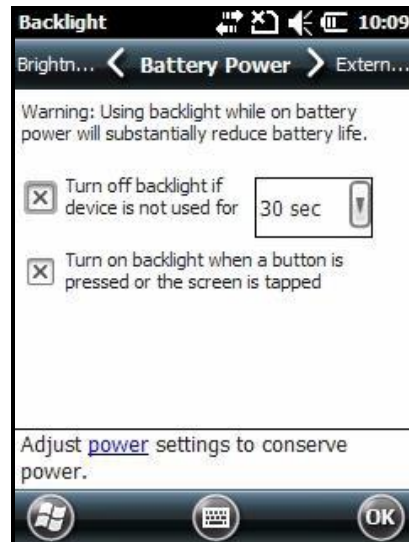 Backlight 10:09
Brightn... Battery Power Extern...
Warning: Using backlight while on battery
power will substantially reduce battery life.
Turn off backlight if
device is not used for 30 sec
Turn on backlight when a button is
pressed or the screen is tapped
Adjust power settings to conserve
power.
OK